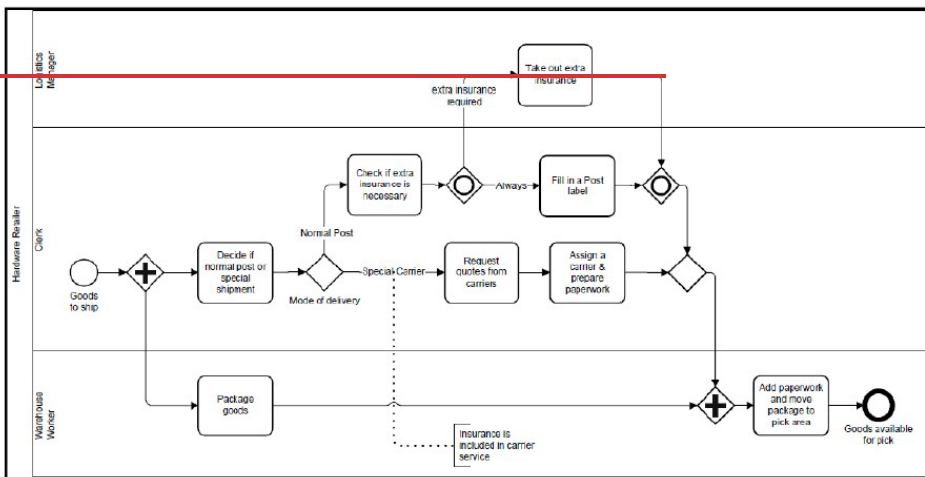 Hardware Retailer
Logistics
Manager
Take out extra
insurance
extra insurance
required
Clerk
Check if extra
insurance is
necessary
Always
Fill in a Post
label
Normal Post
Goods
to ship
Decide if
normal post or
special
shipment
Mode of delivery
Special Carrier
Request
quotes from
carriers
Assign a
carrier &
prepare
paperwork
Warehouse
Worker
Package
goods
Insurance is
included in carrier
service
Add paperwork
and move
package to
pick area
Goods available
for pick